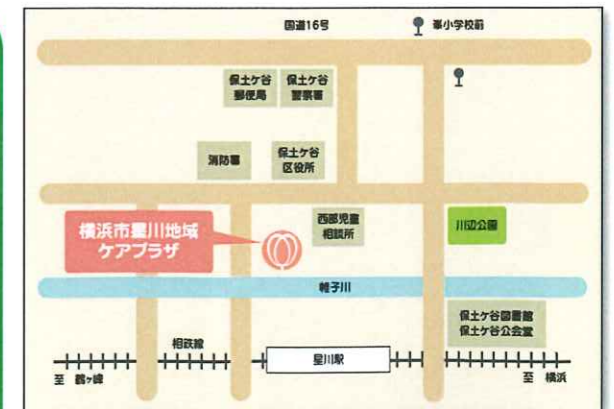 国道16号
峯小学校前
保土ケ谷
郵便局
保土ケ谷
警察署
消防署
保土ケ谷
区役所
横浜市星川地域
ケアプラザ
西部児童
相談所
川辺公園
帷子川
保土ケ谷図書館
保土ケ谷公会堂
相鉄線
星川駅
至 鶴ヶ峰
至 横浜